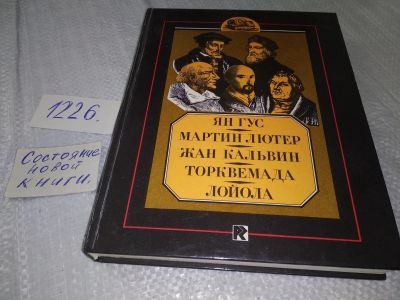 1226.
Состояние
новой
книги.
ЯН ГУС
МАРТИН ЛЮТЕР
ЖАН КАЛЬВИН
ТОРКВЕМАДА
ЛОЙОЛА